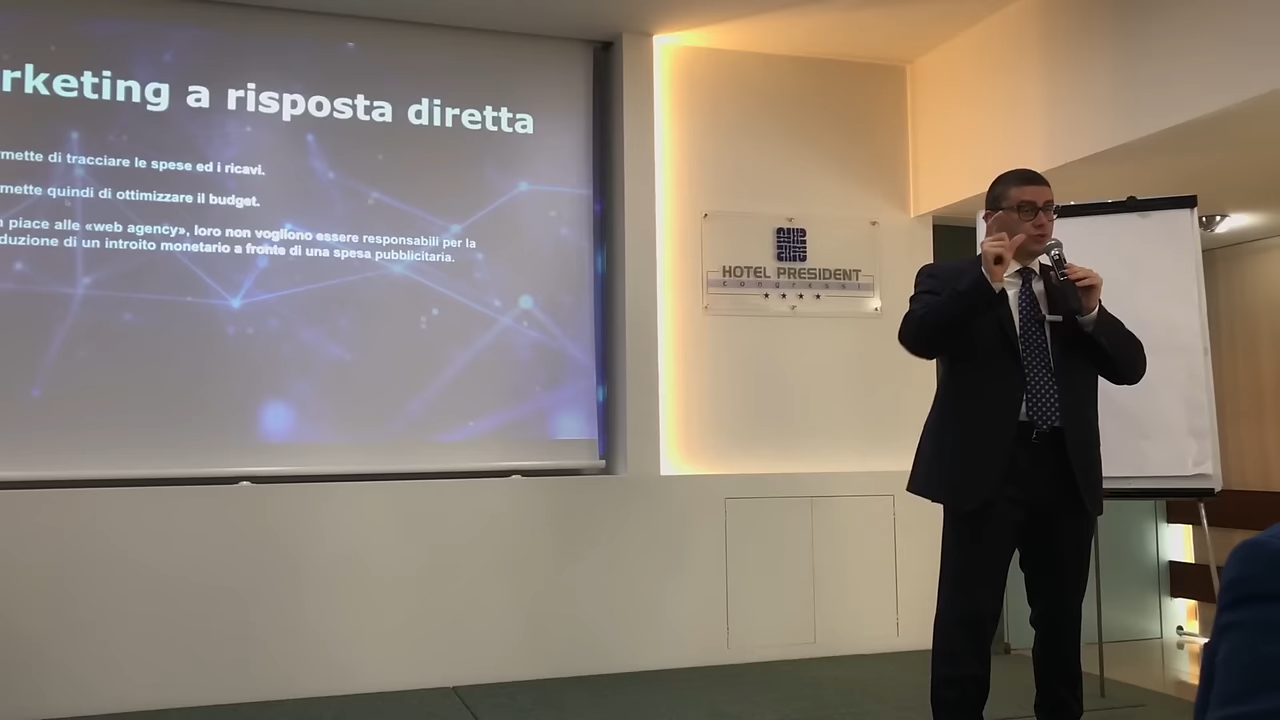 rketing a risposta diretta
mette di tracciare le spese ed i ricavi.
mette quindi di ottimizzare il budget.
piace alle «web agency», loro non vogliono essere responsabili per la
duzione di un introito monetario a fronte di una spesa pubblicitaria.
HOTEL PRESIDENT
congressi